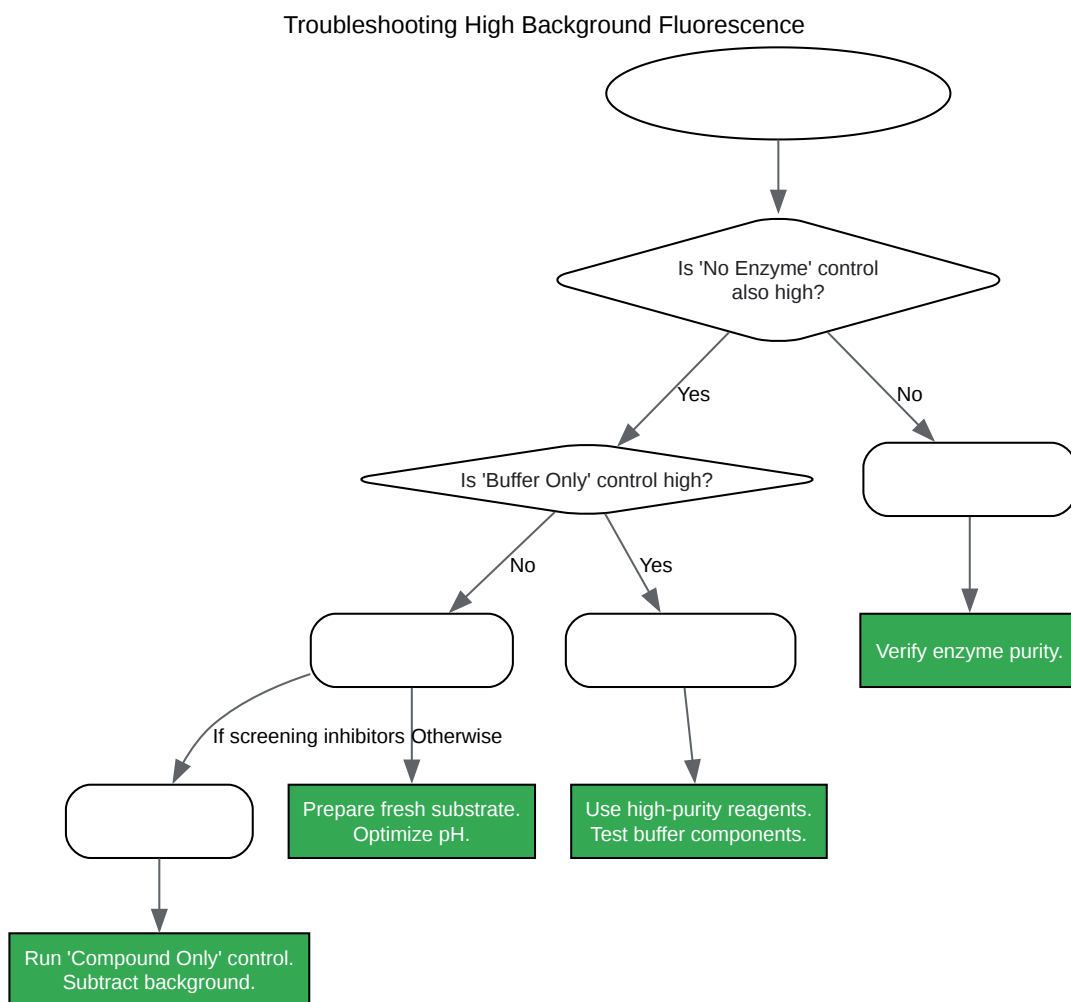 Troubleshooting High Background Fluorescence
Is 'No Enzyme' control
also high?
Yes
No
Is 'Buffer Only' control high?
No
Yes
Verify enzyme purity.
If screening inhibitors
Otherwise
Prepare fresh substrate.
Optimize pH.
Use high-purity reagents.
Test buffer components.
Run 'Compound Only' control.
Subtract background.